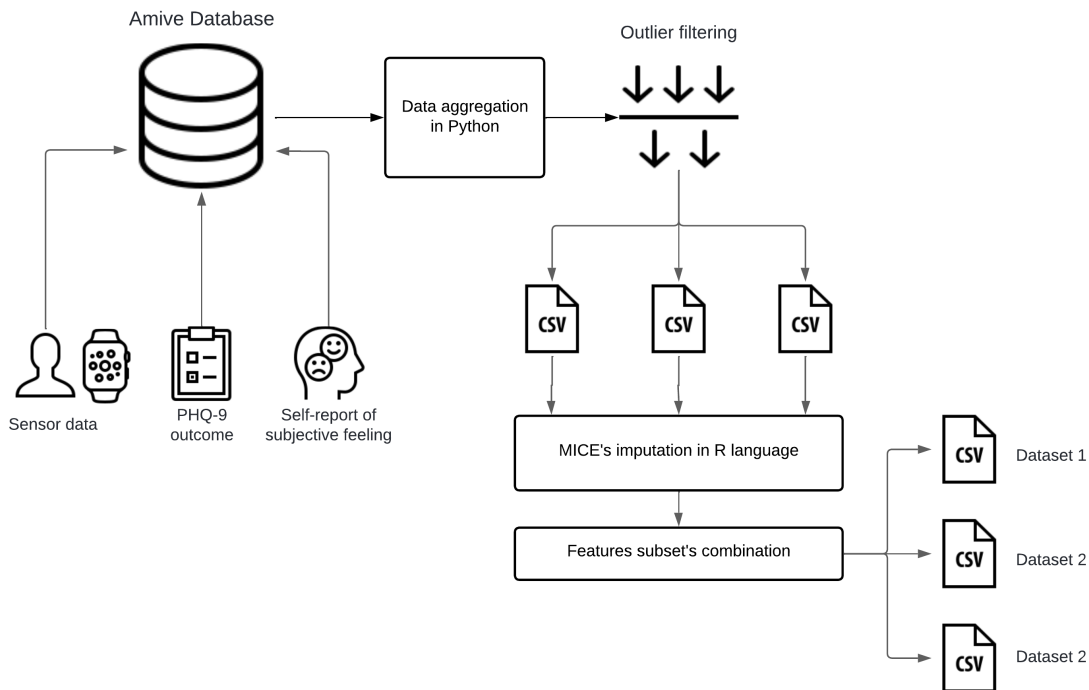 Amive Database
Outlier filtering
Data aggregation
in Python
CSV
CSV
CSV
Sensor data
PHQ-9
outcome
Self-report of
subjective feeling
MICE's imputation in R language
Features subset's combination
CSV
Dataset 1
CSV
Dataset 2
CSV
Dataset 2